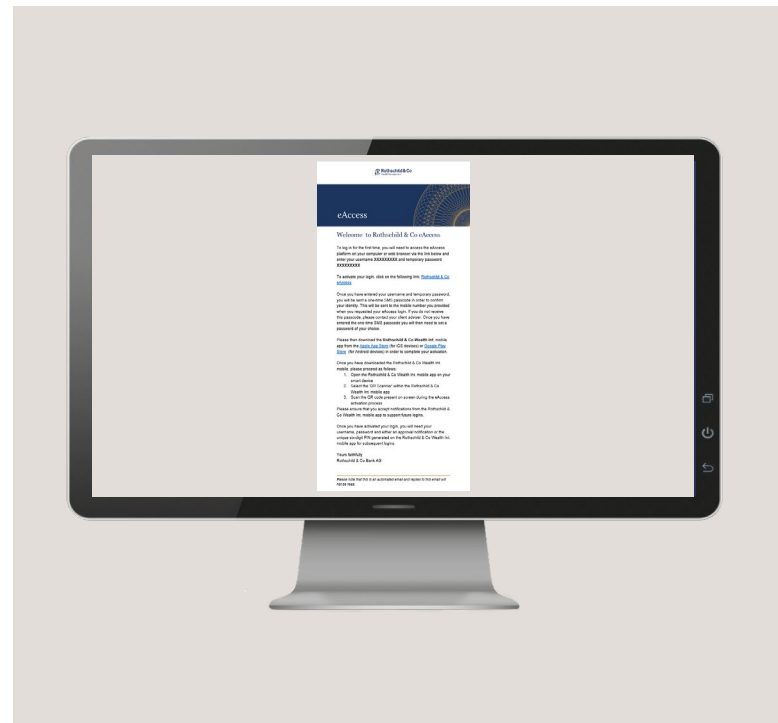 Rothschild & Co
eAccess
Welcome to Rothschild & Co eAccess
To log in for the first time, you will need to access the eAccess
platform on your computer or web browser via the link below and
enter your username XXXXXXXXX and temporary password
XXXXXXXXX
To activate your login, click on the following link: Rothschild & Co
eAccess
Once you have entered your username and temporary password,
you will be sent a one-time SMS passcode in order to confirm
your identity. This will be sent to the mobile number you provided
when you requested your eAccess login. If you do not receive
this passcode, please contact your client adviser. Once you have
entered the one-time SMS passcode you will then need to set a
password of your choice.
Please then download the Rothschild & Co Wealth Int. mobile
app from the Apple App Store (for iOS devices) or Google Play
Store (for Android devices) in order to complete your activation.
Once you have downloaded the Rothschild & Co Wealth Int.
mobile, please proceed as follows:
1. Open the Rothschild & Co Wealth Int. mobile app on your
smart device
2. Select the 'QR Scanner' within the Rothschild & Co
Wealth Int. mobile app
3. Scan the QR code present on screen during the eAccess
activation process
Please ensure that you accept notifications from the Rothschild &
Co Wealth Int. mobile app to support future logins.
Once you have activated your login, you will need your
username, password and either an approval notification or the
unique six-digit PIN generated on the Rothschild & Co Wealth Int.
mobile app for subsequent logins.
Yours faithfully
Rothschild & Co Bank AG
Please note that this is an automated email and replies to this email will
not be read.